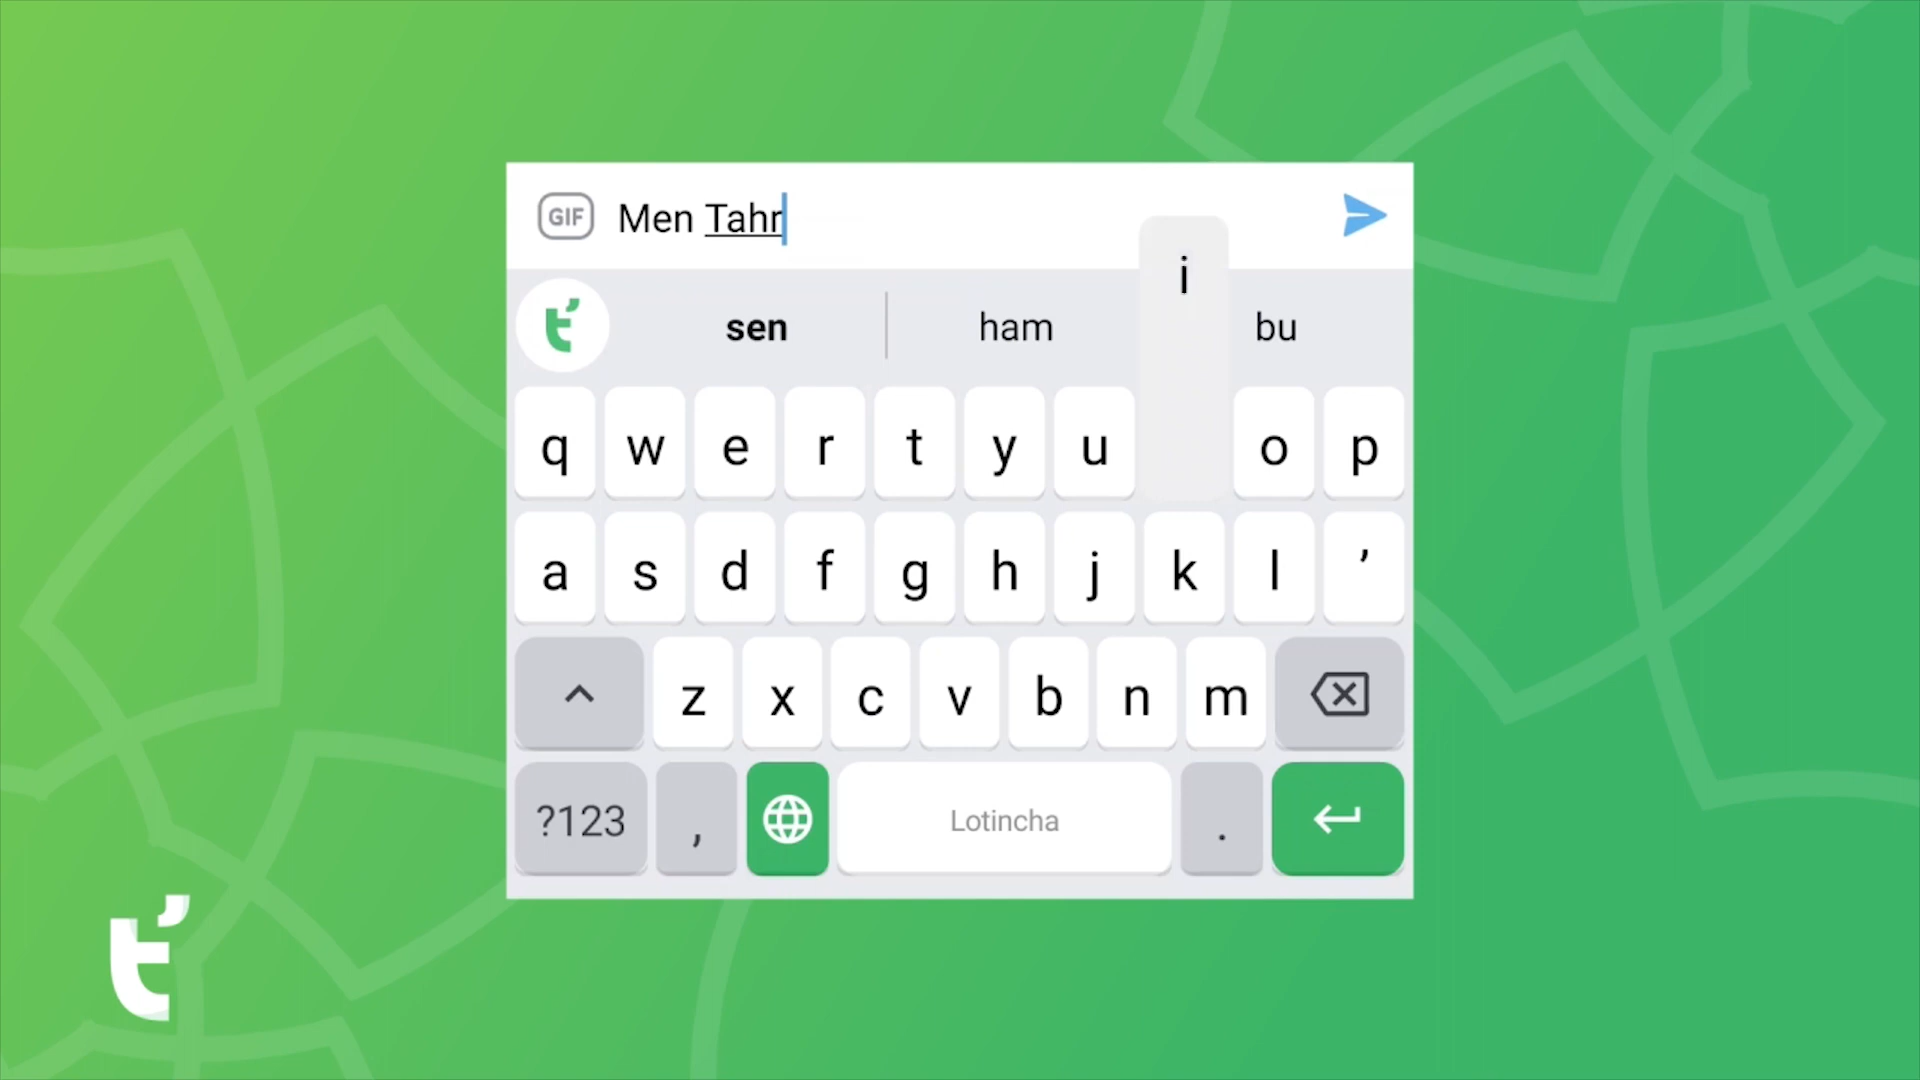 GIF Men Tahr
i
t’ sen ham bu
q w e r t y u o p
a s d f g h j k l ’
z x c v b n m
?123 , Lotincha .
t’